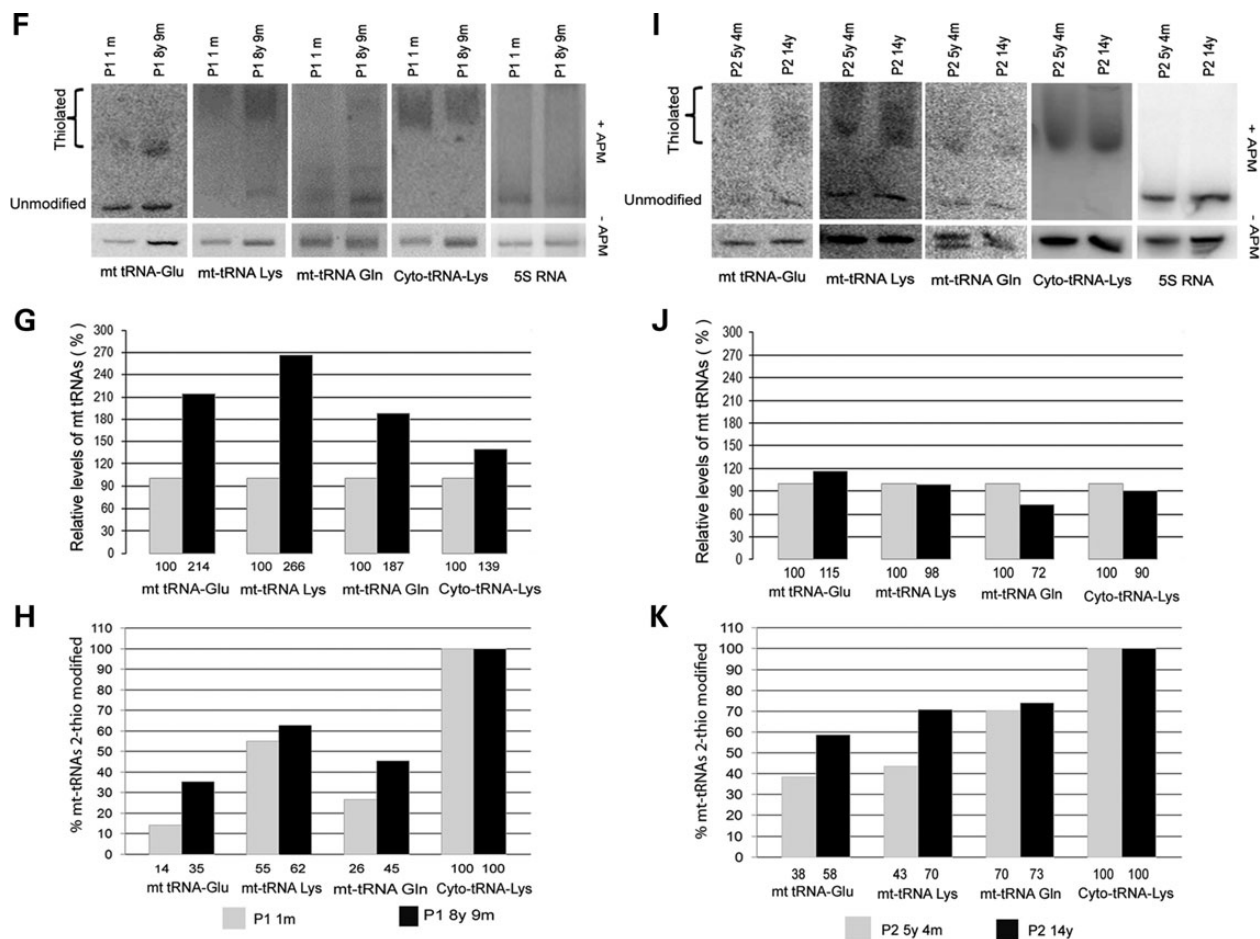 F
P1 1 m P1 8y 9m P1 1 m P1 8y 9m P1 1 m P1 8y 9m P1 1 m P1 8y 9m P1 1 m P1 8y 9m
Thiolated
+ APM
Unmodified
- APM
mt tRNA-Glu mt-tRNA Lys mt-tRNA Gln Cyto-tRNA-Lys 5S RNA
G
Relative levels of mt tRNAs ( % )
300
270
240
210
180
150
120
90
60
30
0
100 214 100 266 100 187 100 139
mt tRNA-Glu mt-tRNA Lys mt-tRNA Gln Cyto-tRNA-Lys
H
% mt-tRNAs 2-thio modified
110
100
90
80
70
60
50
40
30
20
10
0
14 35 55 62 26 45 100 100
mt tRNA-Glu mt-tRNA Lys mt-tRNA Gln Cyto-tRNA-Lys
P1 1m P1 8y 9m
I
P2 5y 4m P2 14y P2 5y 4m P2 14y P2 5y 4m P2 14y P2 5y 4m P2 14y P2 5y 4m P2 14y
Thiolated
+ APM
Unmodified
- APM
mt tRNA-Glu mt-tRNA Lys mt-tRNA Gln Cyto-tRNA-Lys 5S RNA
J
Relative levels of mt tRNAs ( % )
300
270
240
210
180
150
120
90
60
30
0
100 115 100 98 100 72 100 90
mt tRNA-Glu mt-tRNA Lys mt-tRNA Gln Cyto-tRNA-Lys
K
% mt-tRNAs 2-thio modified
110
100
90
80
70
60
50
40
30
20
10
0
38 58 43 70 70 73 100 100
mt tRNA-Glu mt-tRNA Lys mt-tRNA Gln Cyto-tRNA-Lys
P2 5y 4m P2 14y